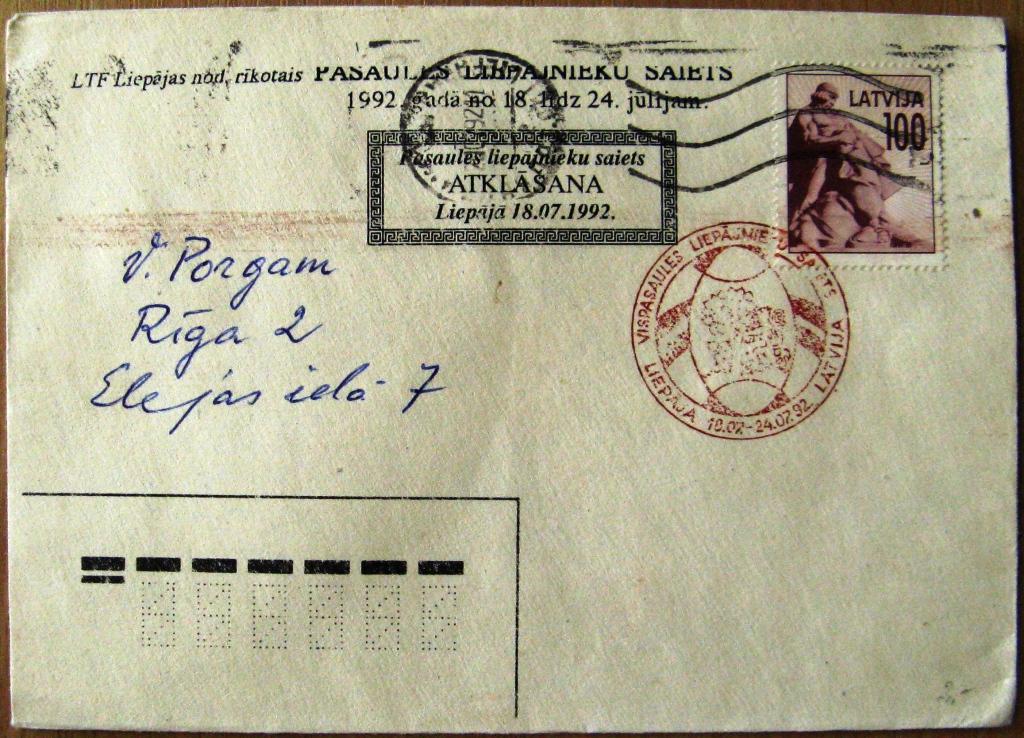 LTF Liepājas nod. rīkotais PASAULES LIEPĀJNIEKU SAIETS
1992. gadā no 18. līdz 24. jūlijam.
Pasaules liepājnieku saiets
ATKLĀŠANA
Liepājā 18.07.1992.
LATVIJA
100
V. Porgam
Rīga 2
Elejas ielā 7
VISPASAULES LIEPĀJNIEKU SAIETS
LIEPĀJA 18.07.-24.07.92. LATVIJA